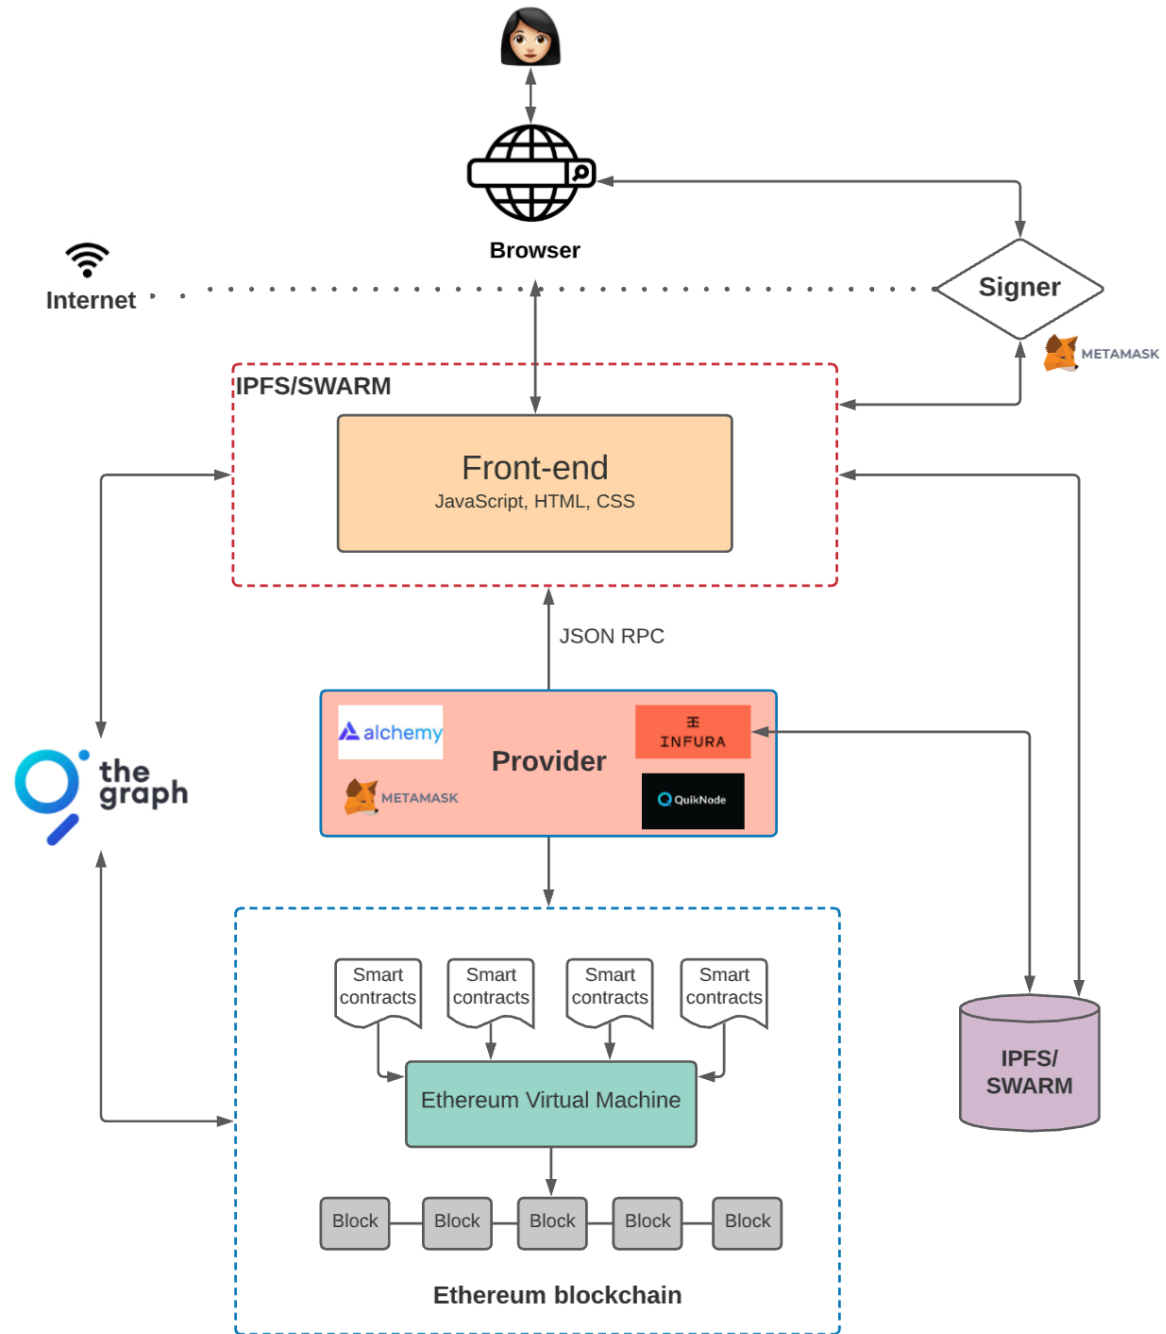 Browser
Internet
Signer
METAMASK
IPFS/SWARM
Front-end
JavaScript, HTML, CSS
JSON RPC
alchemy
INFURA
Provider
METAMASK
QuikNode
the
graph
Smart
contracts
Smart
contracts
Smart
contracts
Smart
contracts
Ethereum Virtual Machine
IPFS/
SWARM
Block
Block
Block
Block
Block
Ethereum blockchain